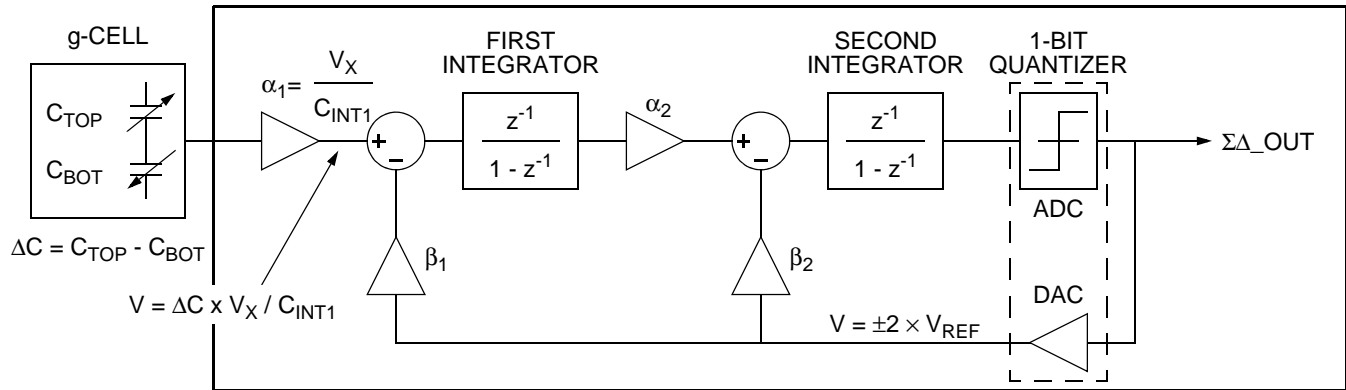 g-CELL
C_TOP
C_BOT
ΔC = C_TOP - C_BOT
α₁= V_X / C_INT1
V = ΔC x V_X / C_INT1
+
-
β₁
FIRST
INTEGRATOR
z⁻¹
1 - z⁻¹
α₂
+
-
β₂
SECOND
INTEGRATOR
z⁻¹
1 - z⁻¹
1-BIT
QUANTIZER
ADC
DAC
V = ±2 × V_REF
ΣΔ_OUT